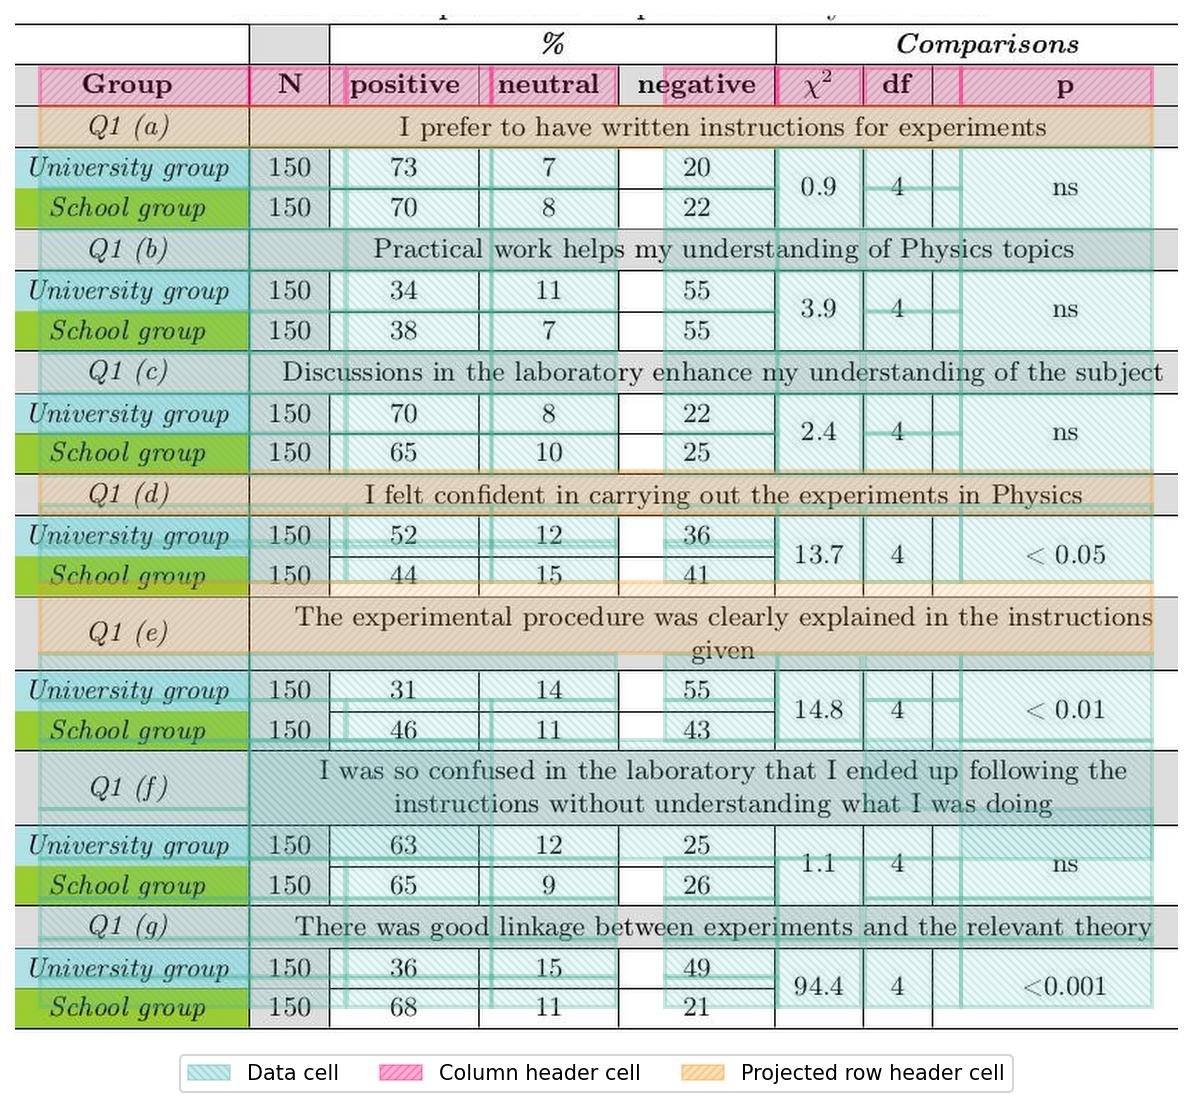 % Comparisons
Group N positive neutral negative χ² df p
Q1 (a) I prefer to have written instructions for experiments
University group 150 73 7 20 0.9 4 ns
School group 150 70 8 22
Q1 (b) Practical work helps my understanding of Physics topics
University group 150 34 11 55 3.9 4 ns
School group 150 38 7 55
Q1 (c) Discussions in the laboratory enhance my understanding of the subject
University group 150 70 8 22 2.4 4 ns
School group 150 65 10 25
Q1 (d) I felt confident in carrying out the experiments in Physics
University group 150 52 12 36 13.7 4 < 0.05
School group 150 44 15 41
Q1 (e) The experimental procedure was clearly explained in the instructions
given
University group 150 31 14 55 14.8 4 < 0.01
School group 150 46 11 43
Q1 (f) I was so confused in the laboratory that I ended up following the
instructions without understanding what I was doing
University group 150 63 12 25 1.1 4 ns
School group 150 65 9 26
Q1 (g) There was good linkage between experiments and the relevant theory
University group 150 36 15 49 94.4 4 <0.001
School group 150 68 11 21
Data cell Column header cell Projected row header cell